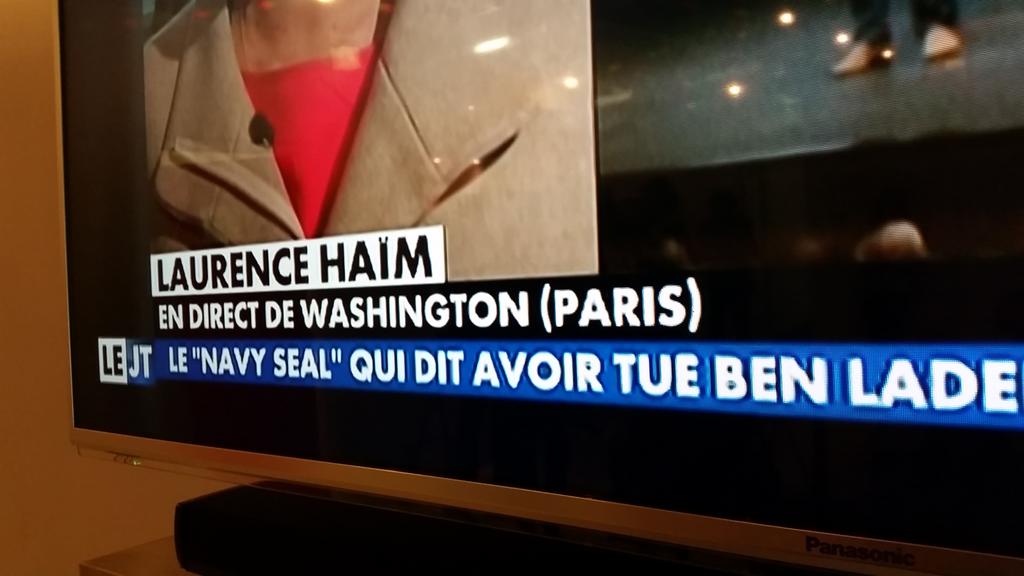 LAURENCE HAÏM
EN DIRECT DE WASHINGTON (PARIS)
LE JT LE "NAVY SEAL" QUI DIT AVOIR TUE BEN LADE
Panasonic